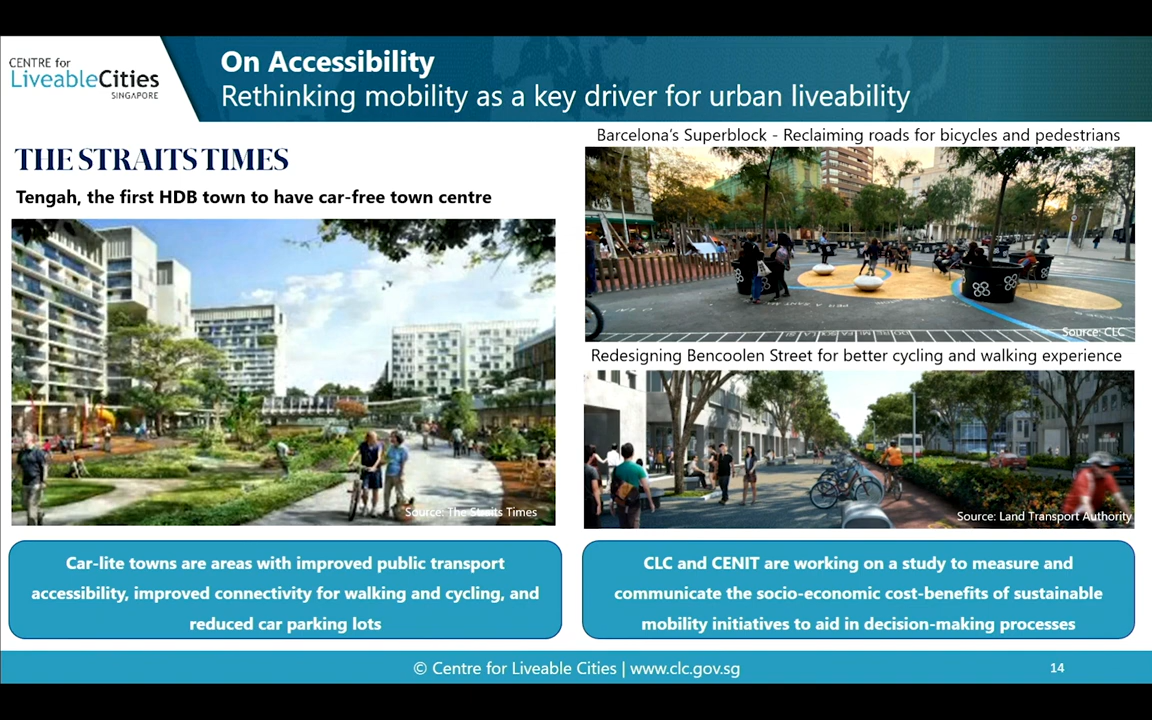 CENTRE for
LiveableCities
SINGAPORE
On Accessibility
Rethinking mobility as a key driver for urban liveability
THE STRAITS TIMES
Tengah, the first HDB town to have car-free town centre
Source: The Straits Times
Car-lite towns are areas with improved public transport
accessibility, improved connectivity for walking and cycling, and
reduced car parking lots
Barcelona's Superblock - Reclaiming roads for bicycles and pedestrians
Source: CLC
Redesigning Bencoolen Street for better cycling and walking experience
Source: Land Transport Authority
CLC and CENIT are working on a study to measure and
communicate the socio-economic cost-benefits of sustainable
mobility initiatives to aid in decision-making processes
© Centre for Liveable Cities | www.clc.gov.sg
14